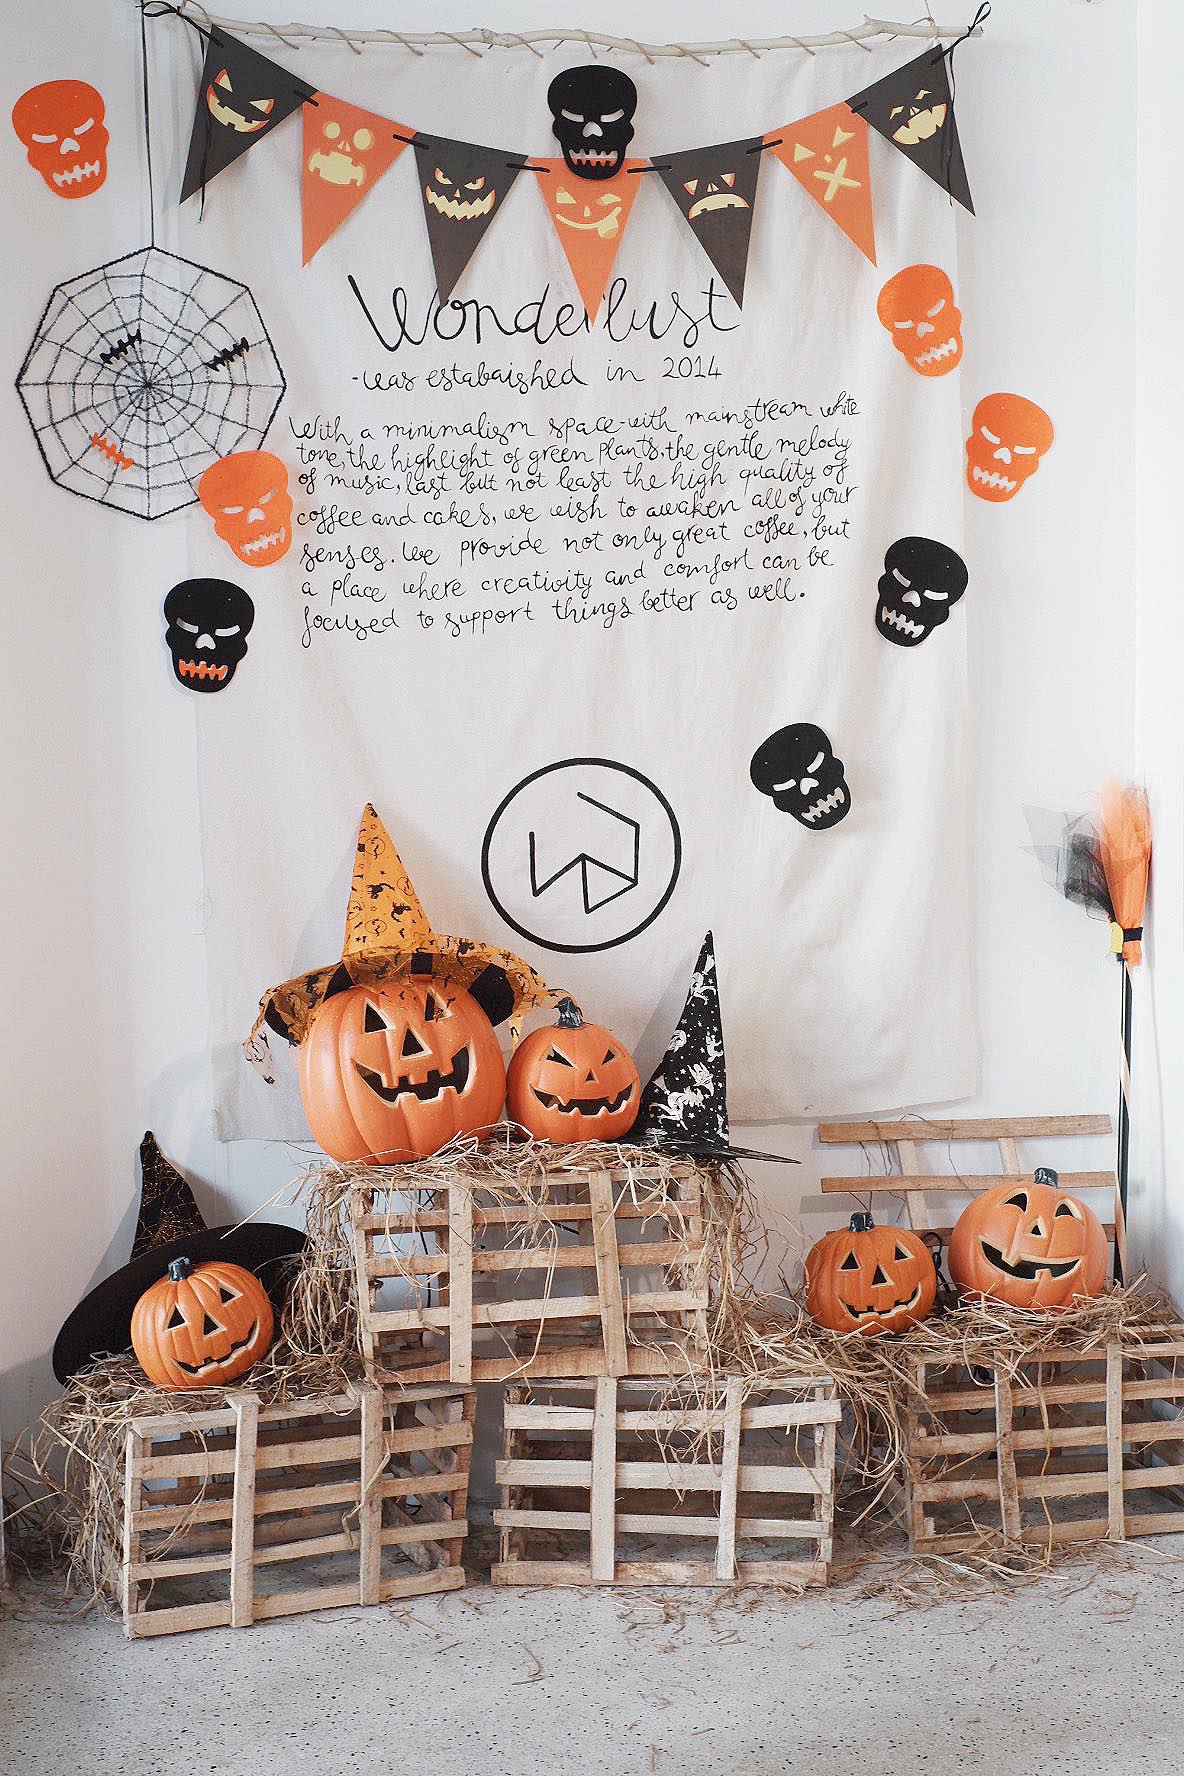 Wonderlust
-was estabaished in 2014
With a minimalism space-with mainstream white
tone, the highlight of green plants, the gentle melody
of music, last but not least the high quality of
coffee and cakes, we wish to awaken all of your
senses. We provide not only great coffee, but
a place where creativity and comfort can be
focused to support things better as well.
WD